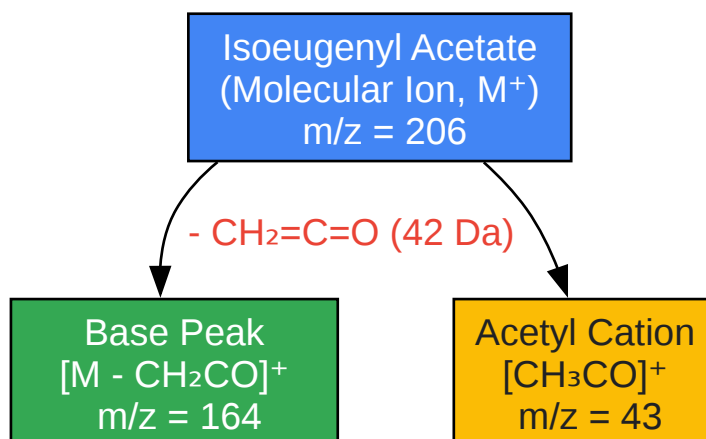 Isoeugenyl Acetate
(Molecular Ion, M⁺)
m/z = 206
- CH₂=C=O (42 Da)
Base Peak
[M - CH₂CO]⁺
m/z = 164
Acetyl Cation
[CH₃CO]⁺
m/z = 43